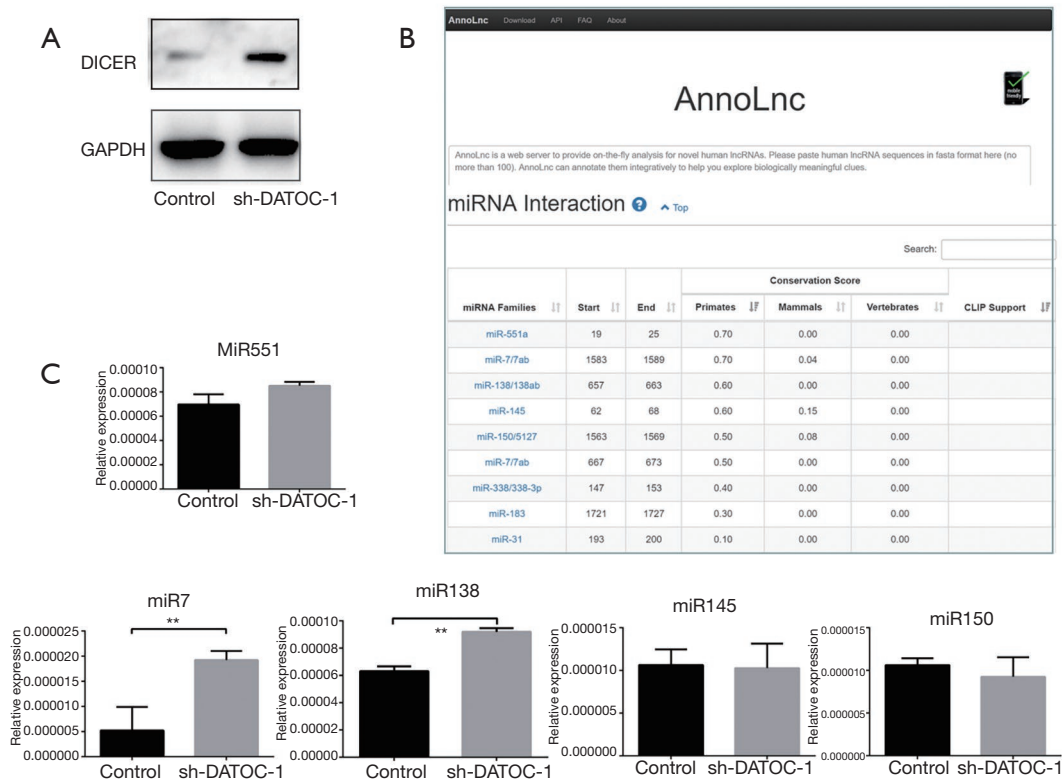 A
DICER
GAPDH
Control sh-DATOC-1
B
AnnoLnc Download API FAQ About
AnnoLnc
mobile friendly
AnnoLnc is a web server to provide on-the-fly analysis for novel human lncRNAs. Please paste human lncRNA sequences in fasta format here (no
more than 100). AnnoLnc can annotate them integratively to help you explore biologically meaningful clues.
miRNA Interaction ? Top
Search:
Conservation Score
miRNA Families Start End Primates Mammals Vertebrates CLIP Support
miR-551a 19 25 0.70 0.00 0.00
miR-7/7ab 1583 1589 0.70 0.04 0.00
miR-138/138ab 657 663 0.60 0.00 0.00
miR-145 62 68 0.60 0.15 0.00
miR-150/5127 1563 1569 0.50 0.08 0.00
miR-7/7ab 667 673 0.50 0.00 0.00
miR-338/338-3p 147 153 0.40 0.00 0.00
miR-183 1721 1727 0.30 0.00 0.00
miR-31 193 200 0.10 0.00 0.00
C
MiR551
Relative expression
0.00010
0.00008
0.00006
0.00004
0.00002
0.00000
Control sh-DATOC-1
miR7
Relative expression
0.000025
0.000020
0.000015
0.000010
0.000005
0.000000
**
Control sh-DATOC-1
miR138
Relative expression
0.00010
0.00008
0.00006
0.00004
0.00002
0.00000
**
Control sh-DATOC-1
miR145
Relative expression
0.000015
0.000010
0.000005
0.000000
Control sh-DATOC-1
miR150
Relative expression
0.000015
0.000010
0.000005
0.000000
Control sh-DATOC-1